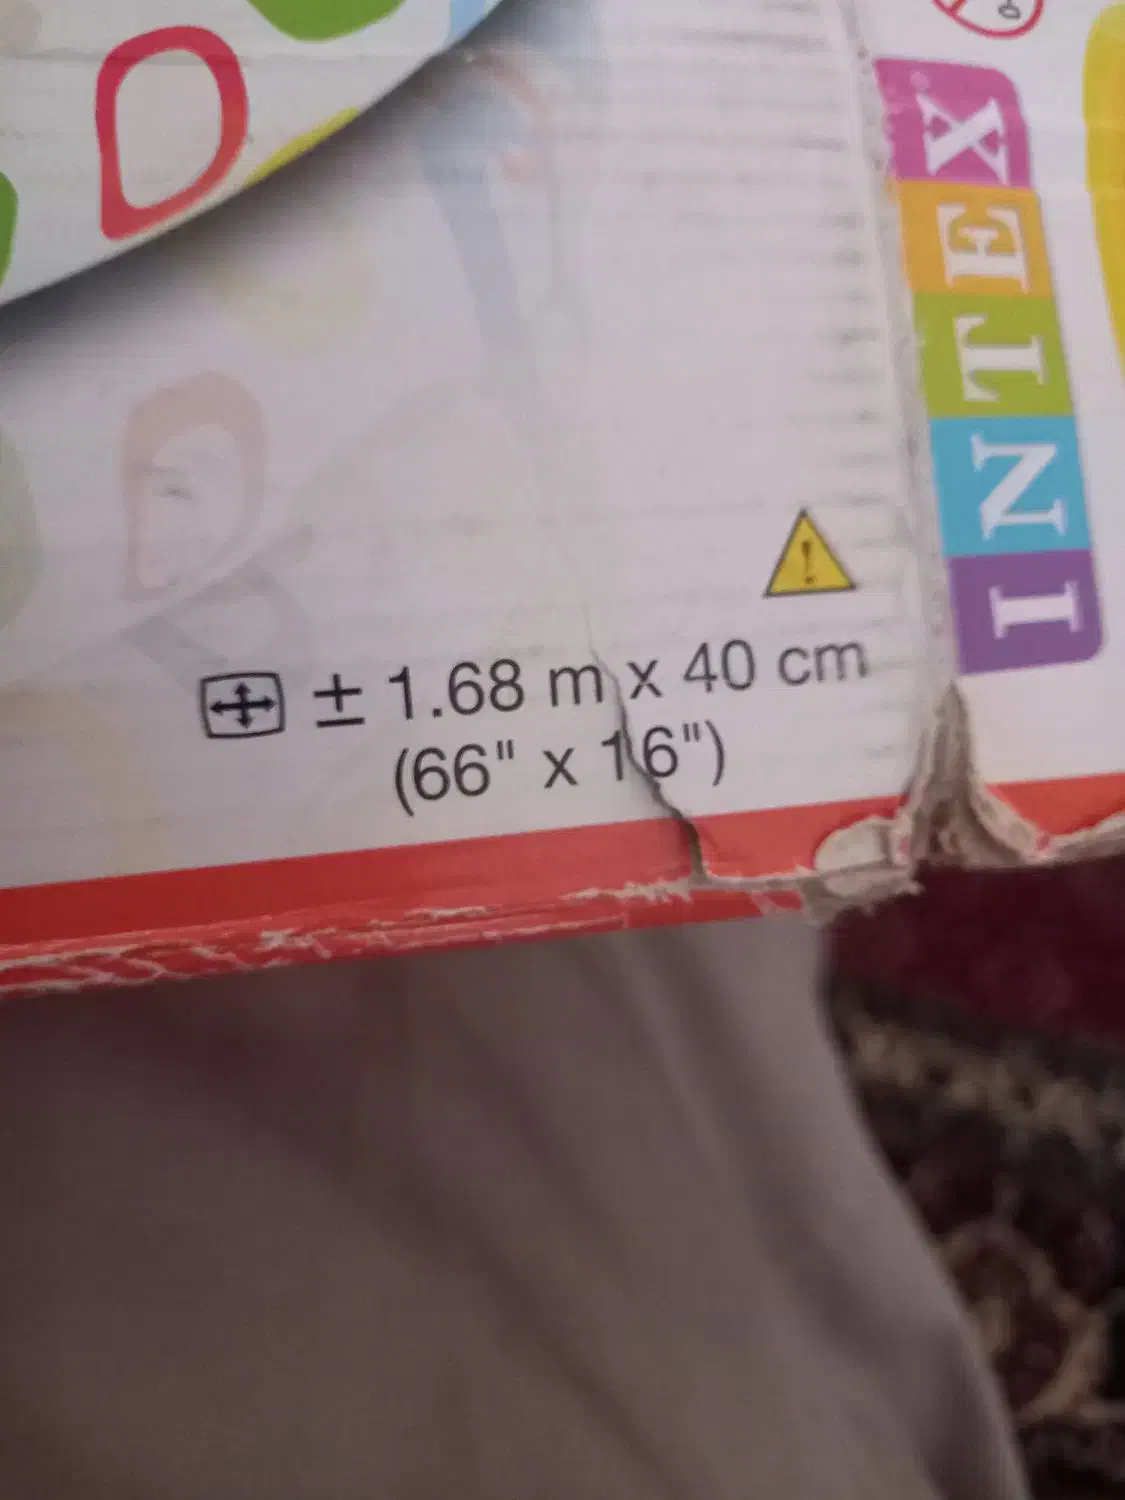 INTEX
± 1.68 m x 40 cm
(66" x 16")